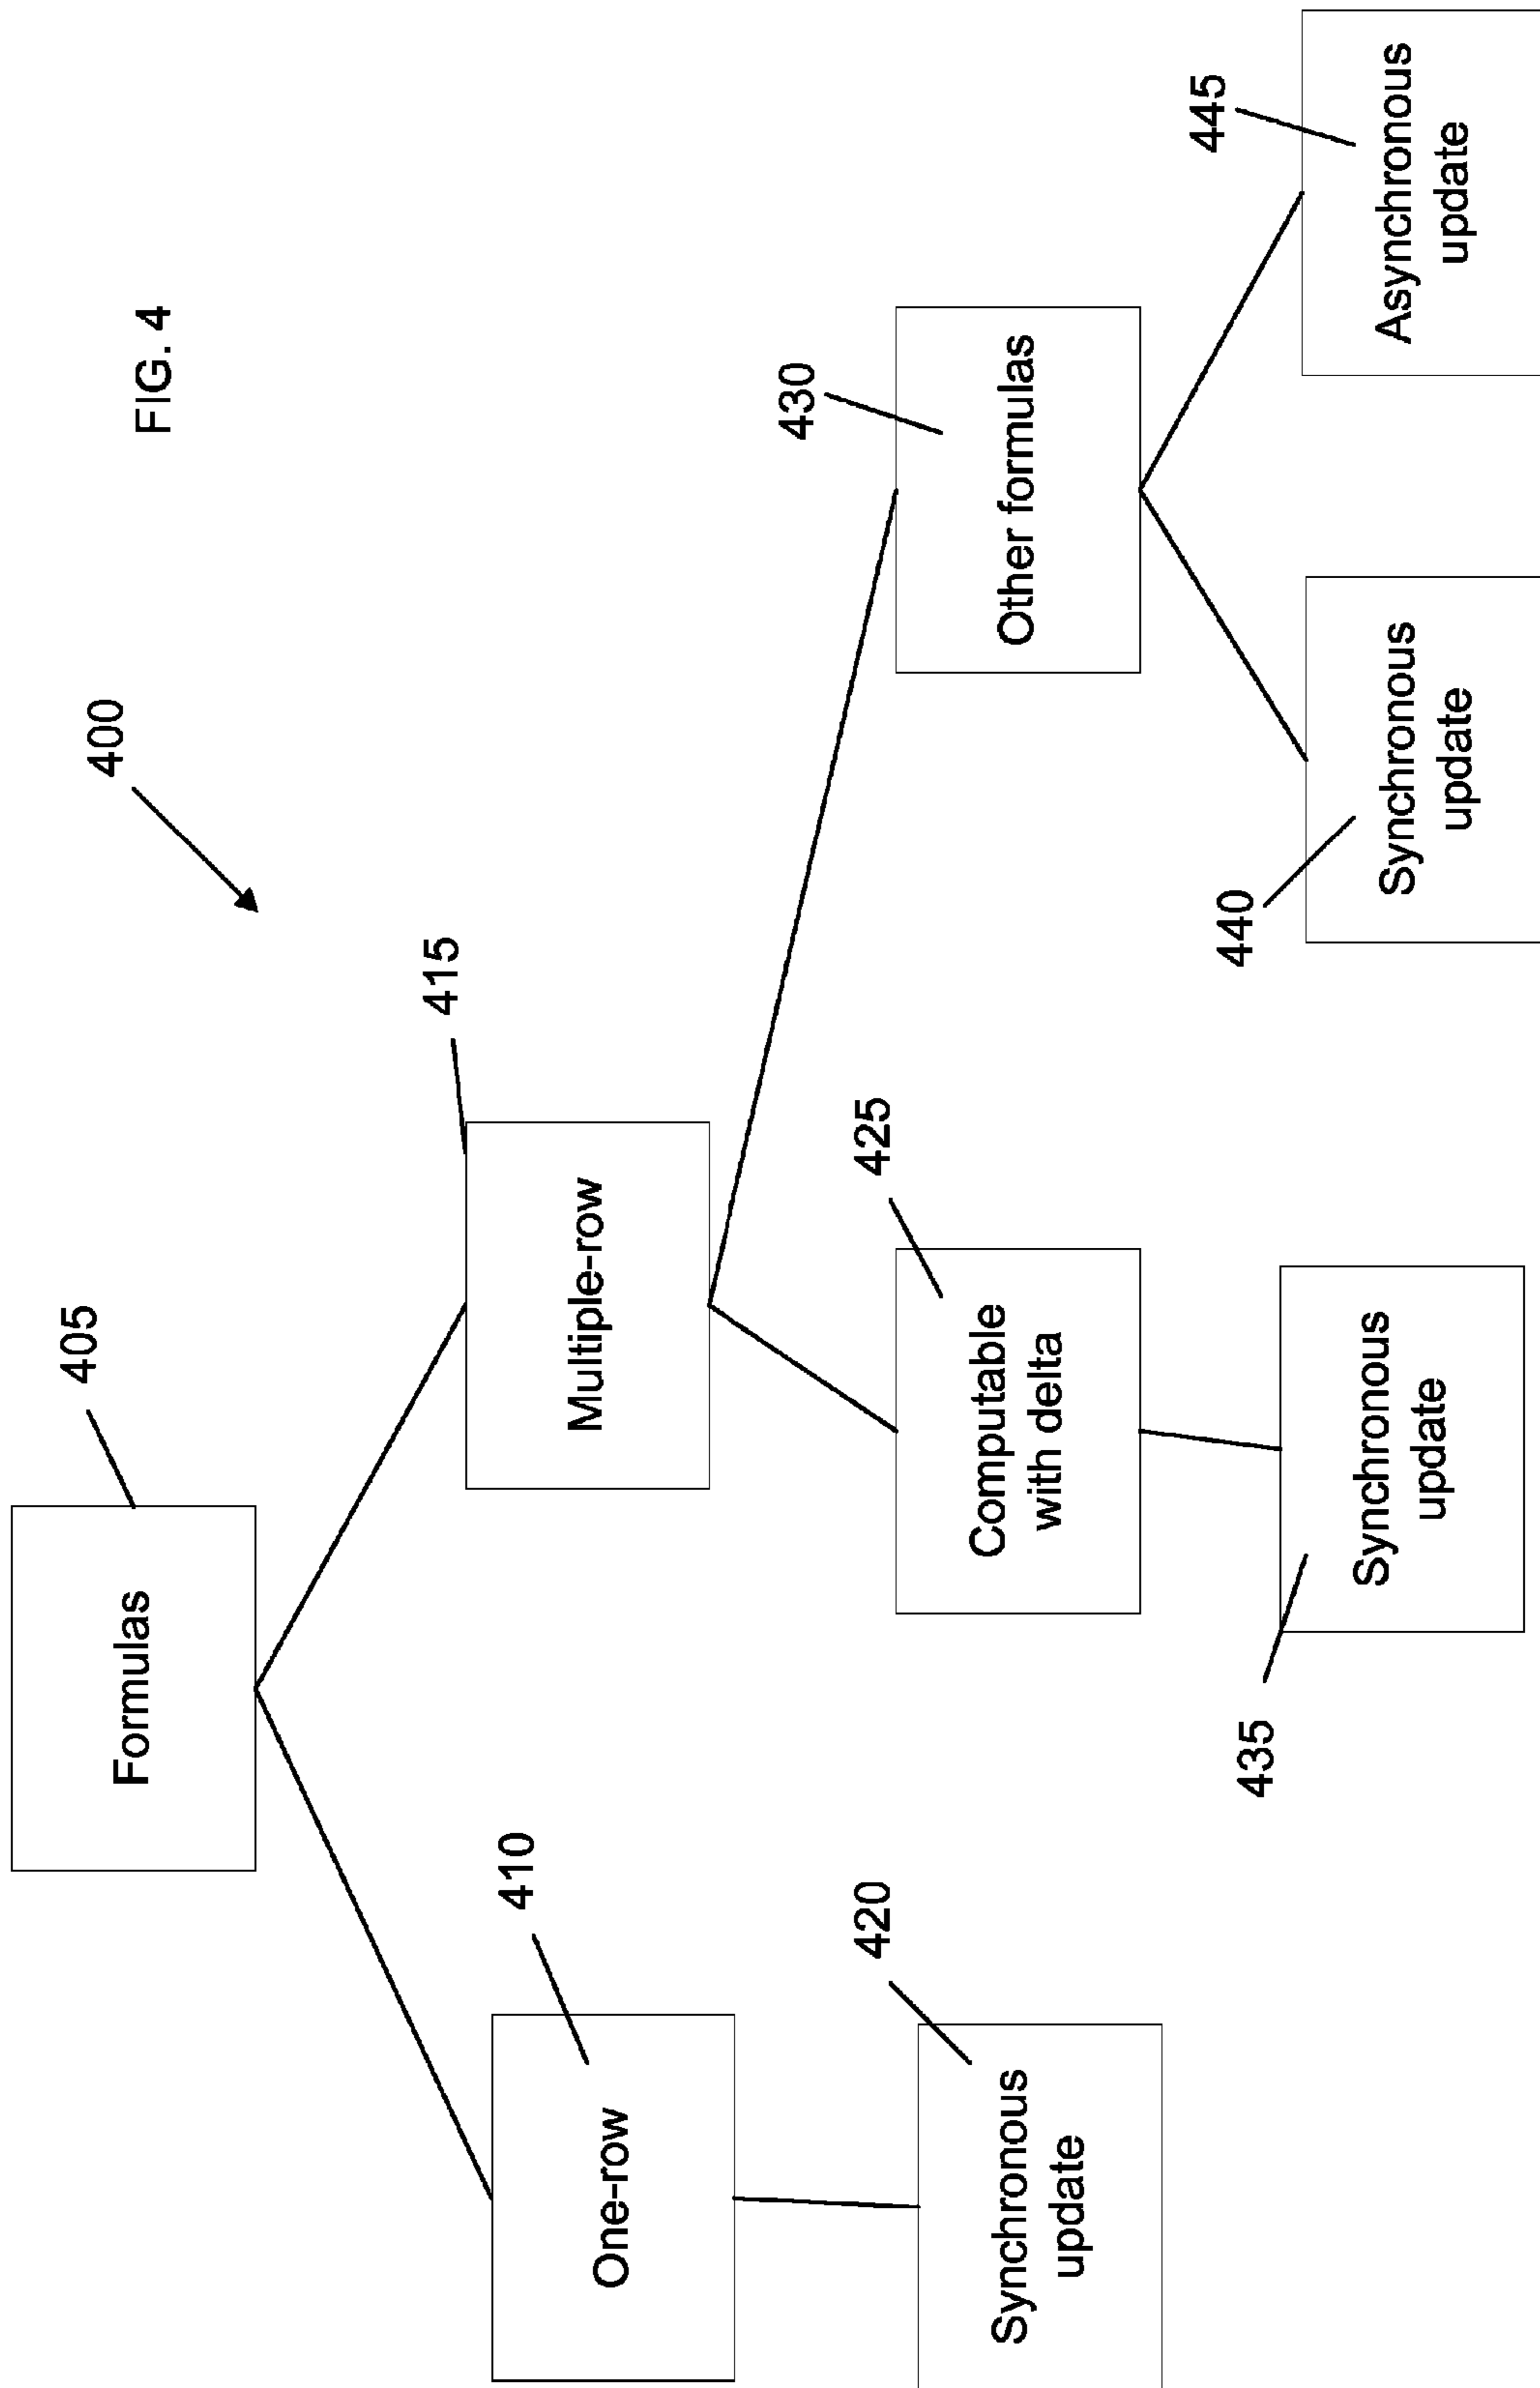 FIG. 4
400
405
Formulas
410
One-row
415
Multiple-row
420
Synchronous
update
425
Computable
with delta
430
Other formulas
435
Synchronous
update
440
Synchronous
update
445
Asynchronous
update